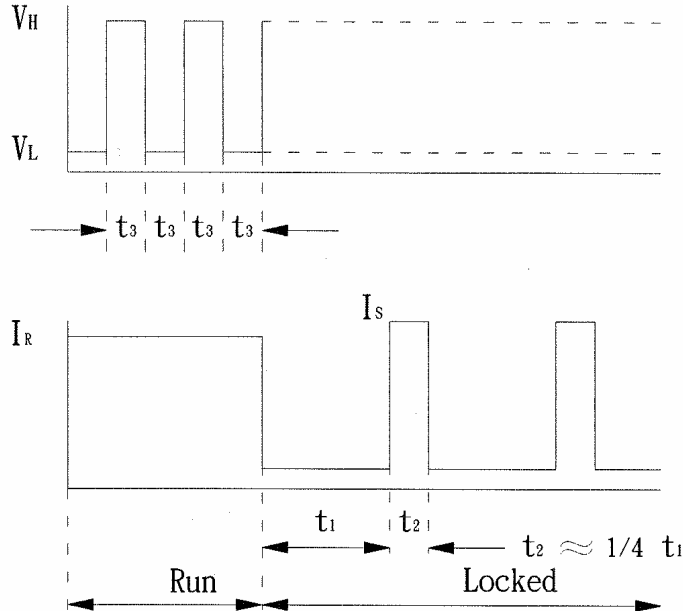 VH
VL
t3 t3 t3 t3
IS
IR
t1 t2
t2 ≈ 1/4 t1
Run Locked